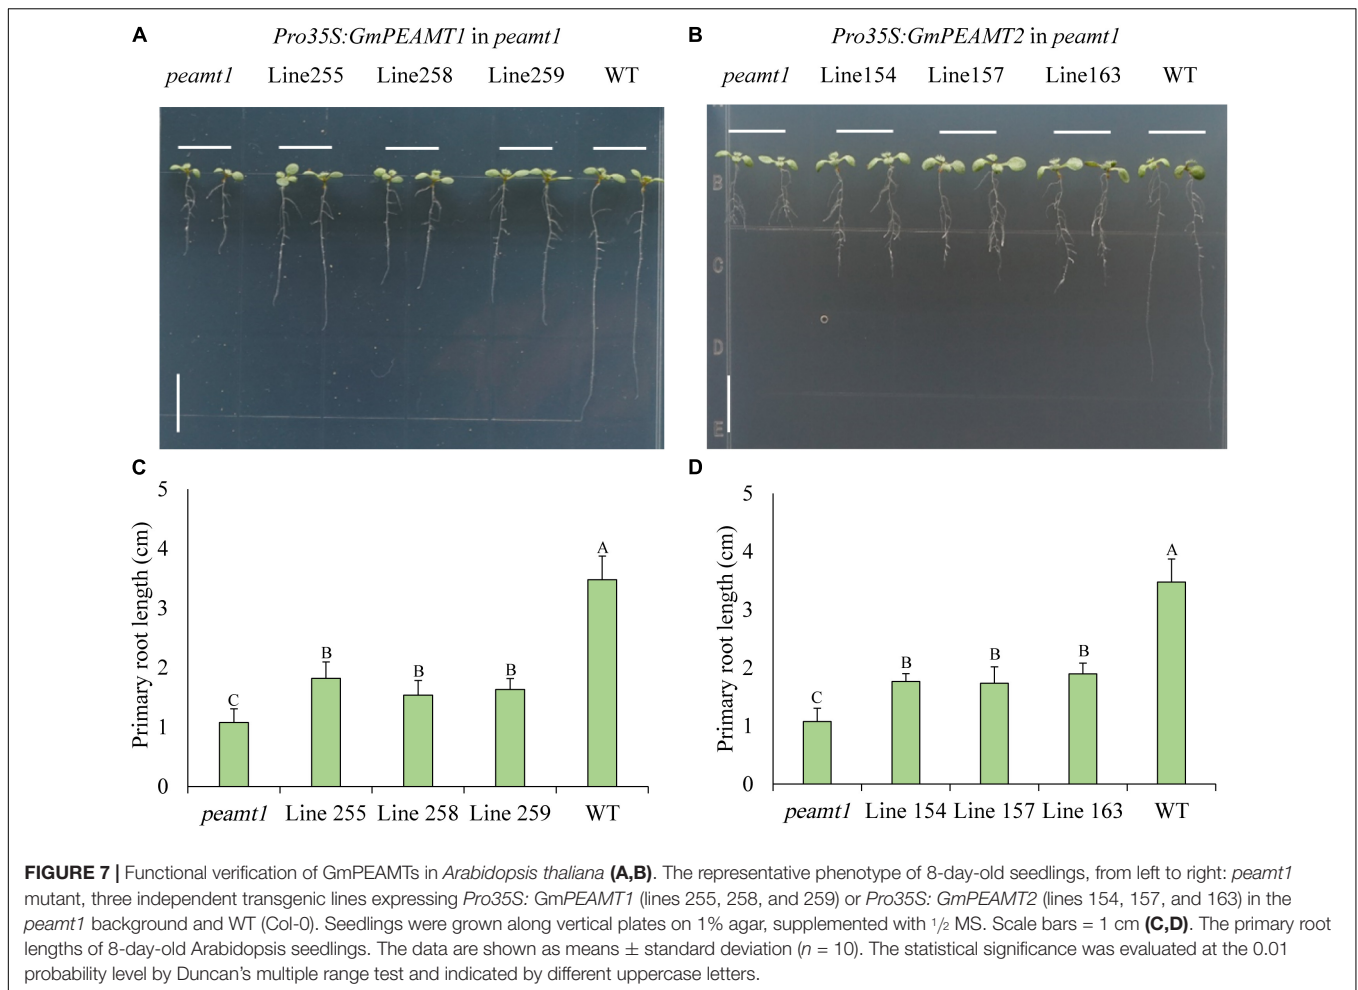 A
Pro35S:GmPEAMT1 in peamt1
peamt1 Line255 Line258 Line259 WT
B
Pro35S:GmPEAMT2 in peamt1
peamt1 Line154 Line157 Line163 WT
B
C
D
E
C
Primary root length (cm)
5
4
3
2
1
0
C
B
B
B
A
peamt1 Line 255 Line 258 Line 259 WT
D
Primary root length (cm)
5
4
3
2
1
0
C
B
B
B
A
peamt1 Line 154 Line 157 Line 163 WT
FIGURE 7 | Functional verification of GmPEAMTs in Arabidopsis thaliana (A,B). The representative phenotype of 8-day-old seedlings, from left to right: peamt1
mutant, three independent transgenic lines expressing Pro35S: GmPEAMT1 (lines 255, 258, and 259) or Pro35S: GmPEAMT2 (lines 154, 157, and 163) in the
peamt1 background and WT (Col-0). Seedlings were grown along vertical plates on 1% agar, supplemented with 1/2 MS. Scale bars = 1 cm (C,D). The primary root
lengths of 8-day-old Arabidopsis seedlings. The data are shown as means ± standard deviation (n = 10). The statistical significance was evaluated at the 0.01
probability level by Duncan's multiple range test and indicated by different uppercase letters.